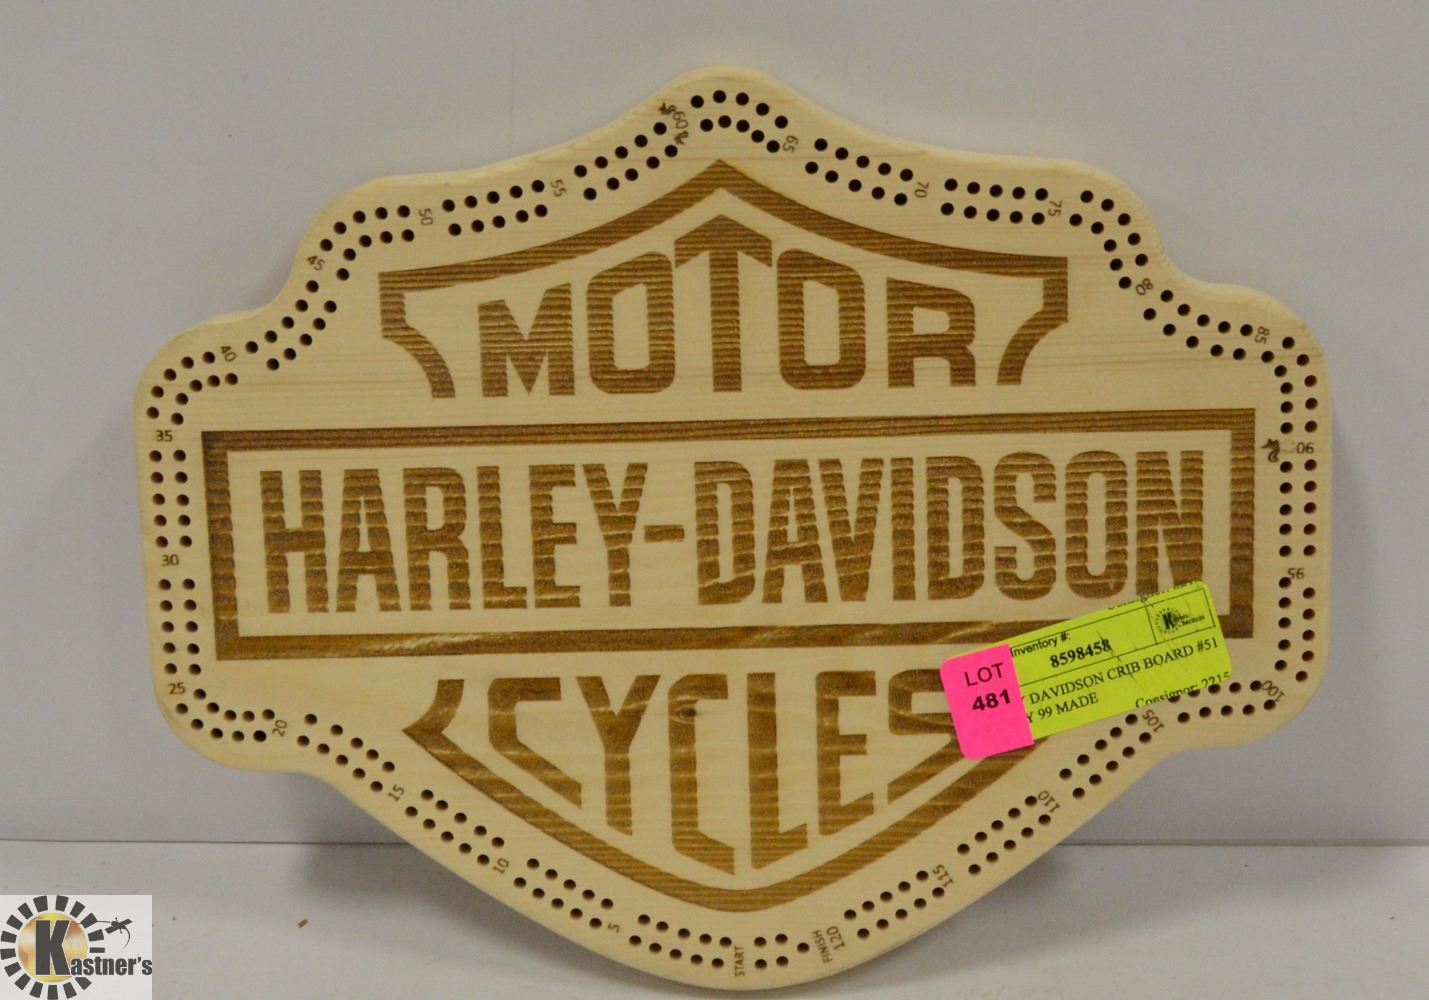 MOTOR
HARLEY-DAVIDSON
CYCLES
START
5
10
15
20
25
30
35
40
45
50
55
60
65
70
75
80
85
90
95
100
105
110
115
120
FINISH
LOT
481
Inventory #:
8598458
DAVIDSON CRIB BOARD #51
Y 99 MADE
Consignor: 2215
Kastner's